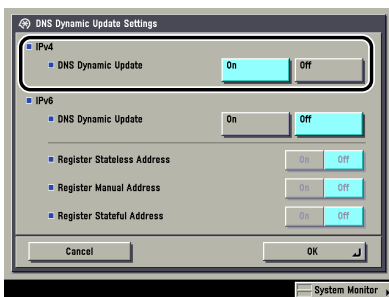 DNS Dynamic Update Settings
IPv4
DNS Dynamic Update On Off
IPv6
DNS Dynamic Update On Off
Register Stateless Address On Off
Register Manual Address On Off
Register Stateful Address On Off
Cancel OK
System Monitor